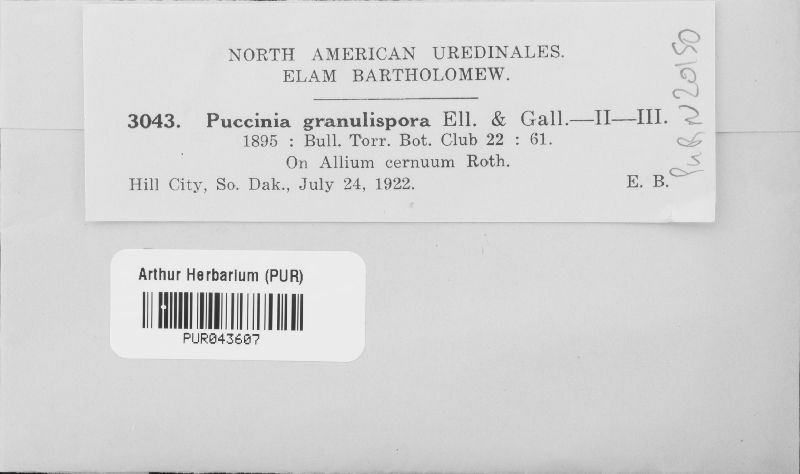 NORTH AMERICAN UREDINALES.
ELAM BARTHOLOMEW.
3043. Puccinia granulispora Ell. & Gall.—II—III.
1895 : Bull. Torr. Bot. Club 22 : 61.
On Allium cernuum Roth.
Hill City, So. Dak., July 24, 1922. E. B.
PUR N20150
Arthur Herbarium (PUR)
PUR043607